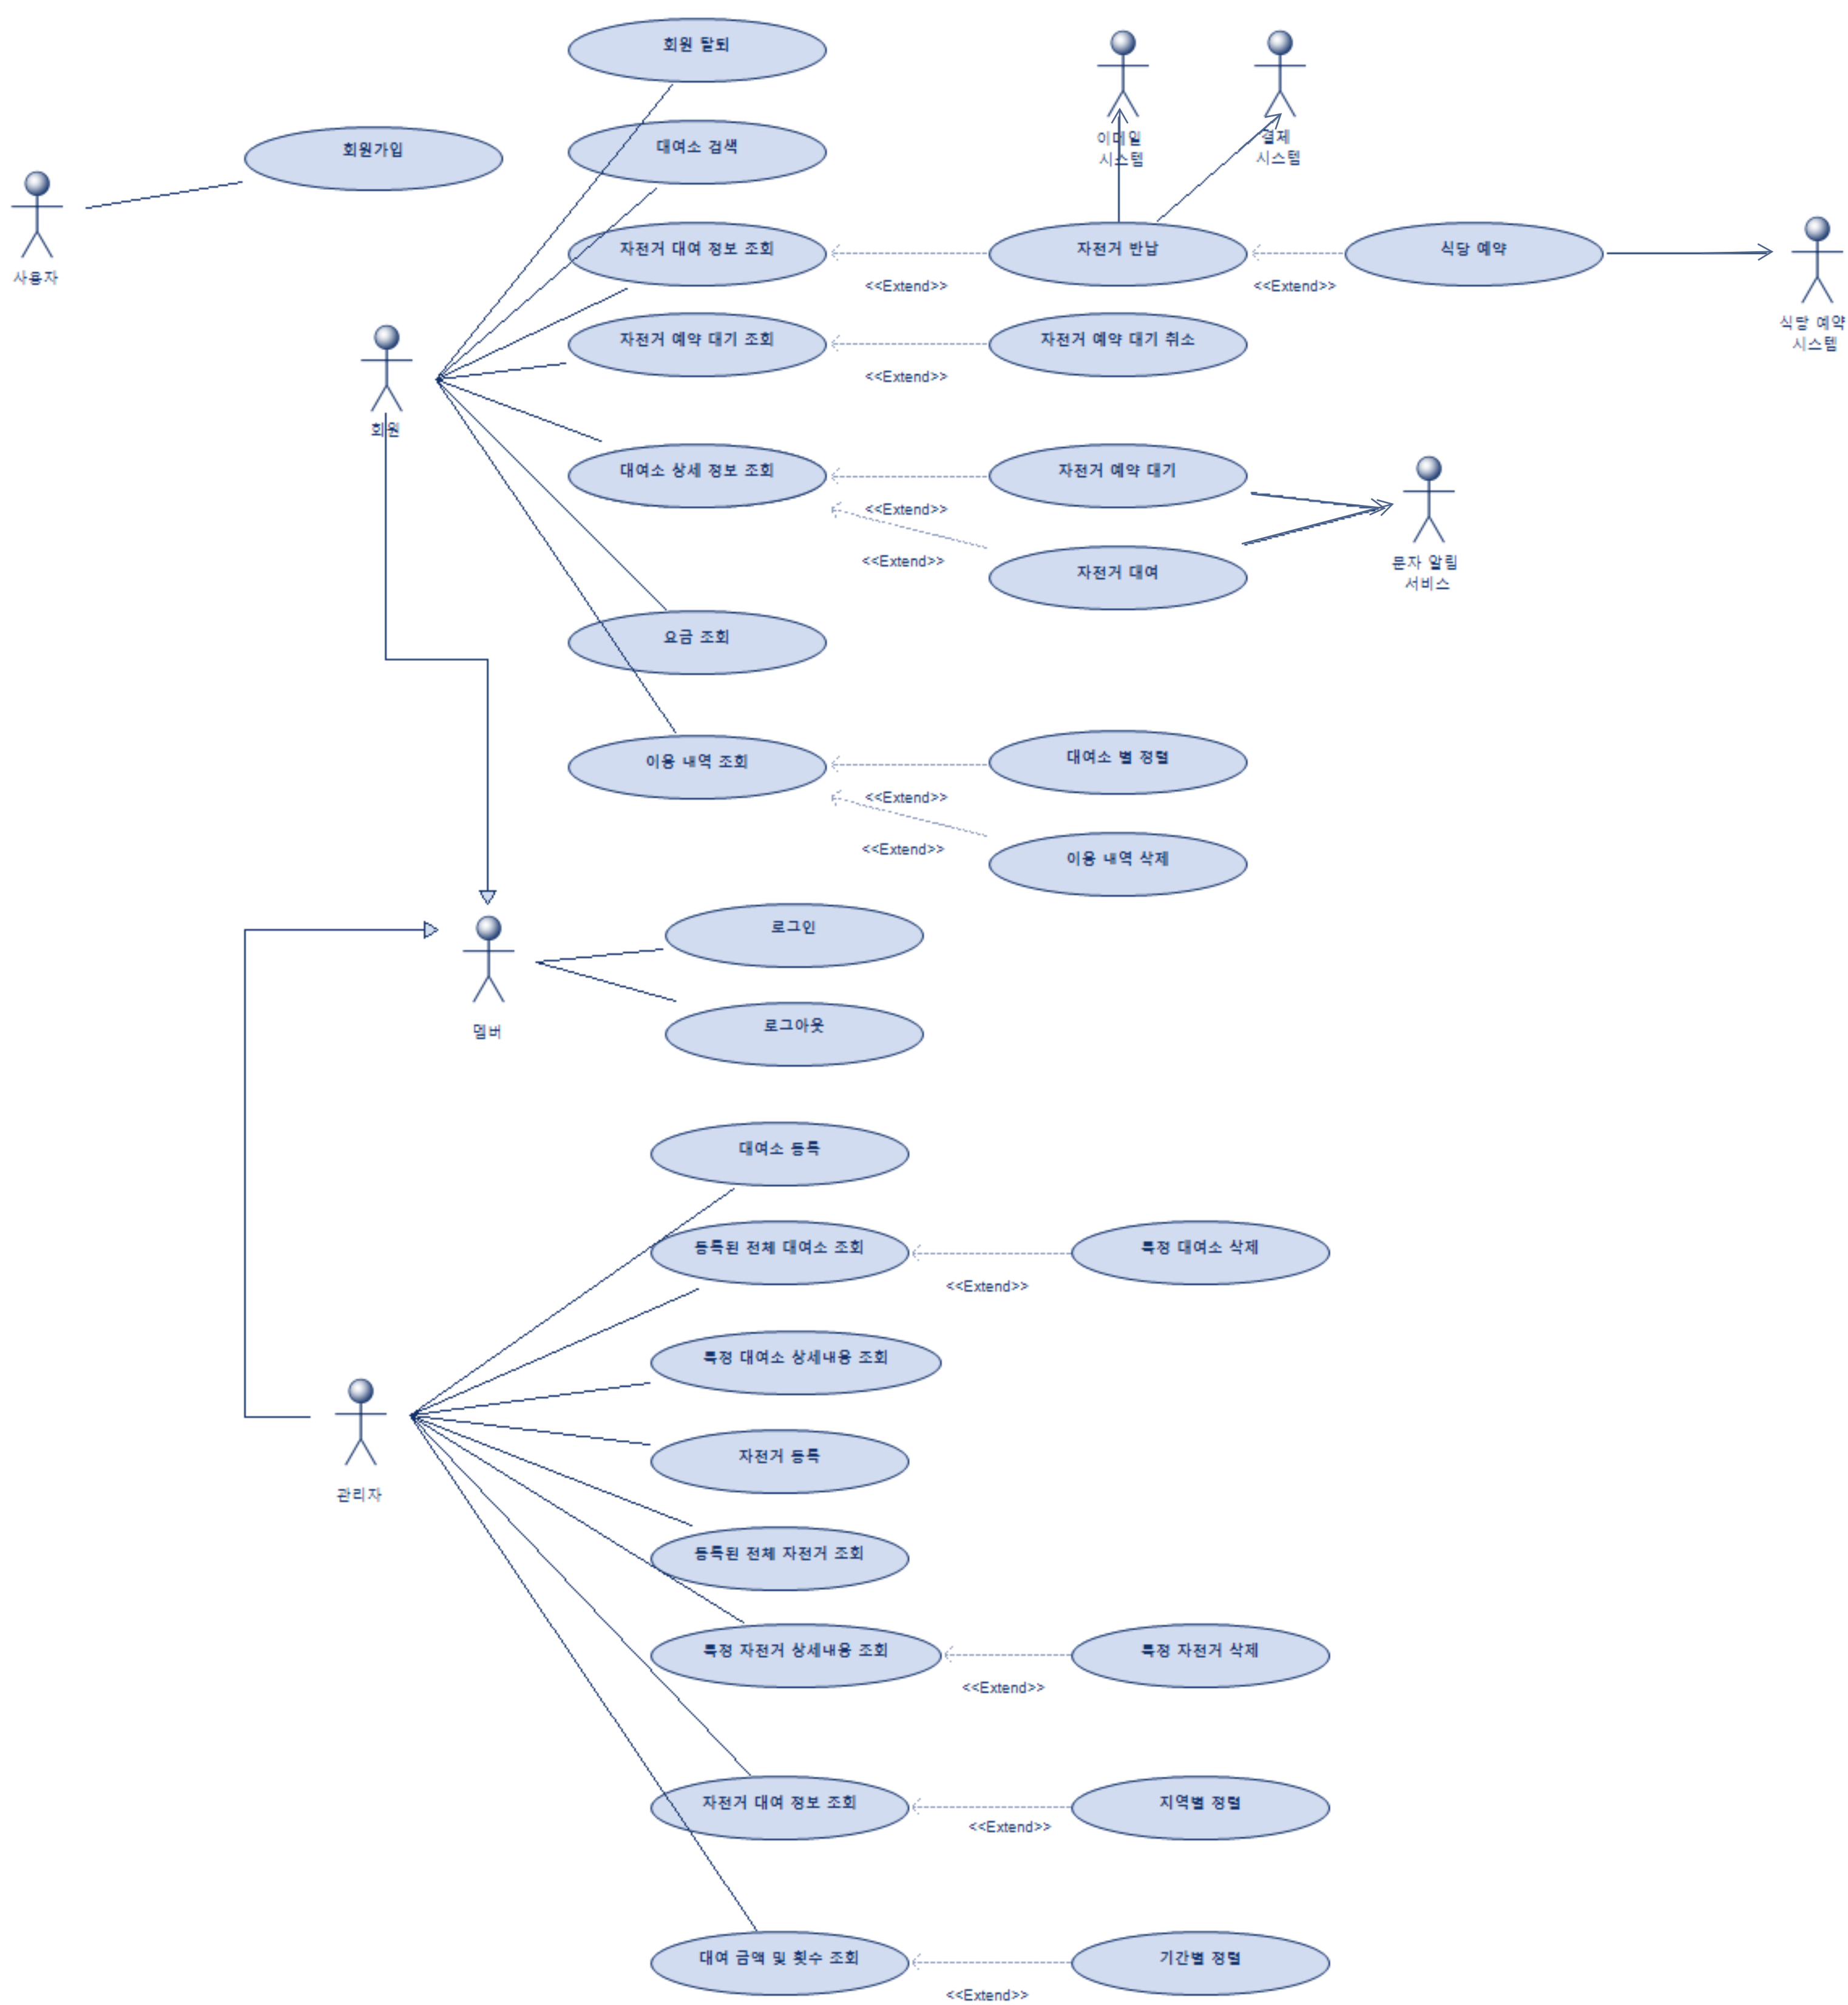 회원 탈퇴
이메일
시스템
결제
시스템
회원가입
대여소 검색
사용자
자전거 대여 정보 조회
<<Extend>>
자전거 반납
<<Extend>>
식당 예약
식당 예약
시스템
회원
자전거 예약 대기 조회
<<Extend>>
자전거 예약 대기 취소
대여소 상세 정보 조회
<<Extend>>
자전거 예약 대기
<<Extend>>
자전거 대여
문자 알림
서비스
요금 조회
이용 내역 조회
<<Extend>>
대여소 별 정렬
<<Extend>>
이용 내역 삭제
멤버
로그인
로그아웃
대여소 등록
등록된 전체 대여소 조회
<<Extend>>
특정 대여소 삭제
특정 대여소 상세내용 조회
관리자
자전거 등록
등록된 전체 자전거 조회
특정 자전거 상세내용 조회
<<Extend>>
특정 자전거 삭제
자전거 대여 정보 조회
<<Extend>>
지역별 정렬
대여 금액 및 횟수 조회
<<Extend>>
기간별 정렬